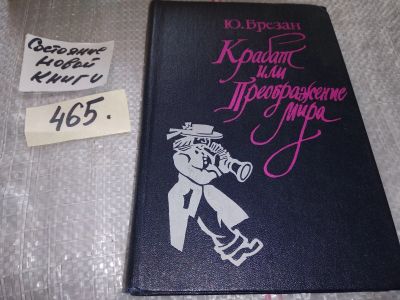 Состояние
новой
книги
465.
Ю. Брезан
Крабат
или
Преображение
мира